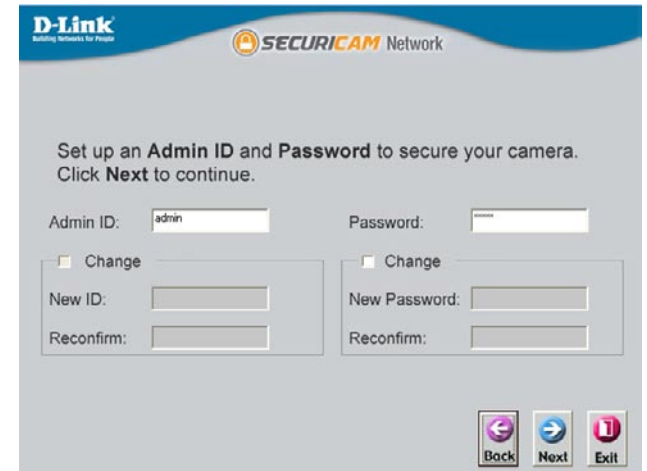 D-Link
Building Networks for People
SECURICAM Network
Set up an Admin ID and Password to secure your camera.
Click Next to continue.
Admin ID: admin Password:
Change Change
New ID: New Password:
Reconfirm: Reconfirm:
Back Next Exit